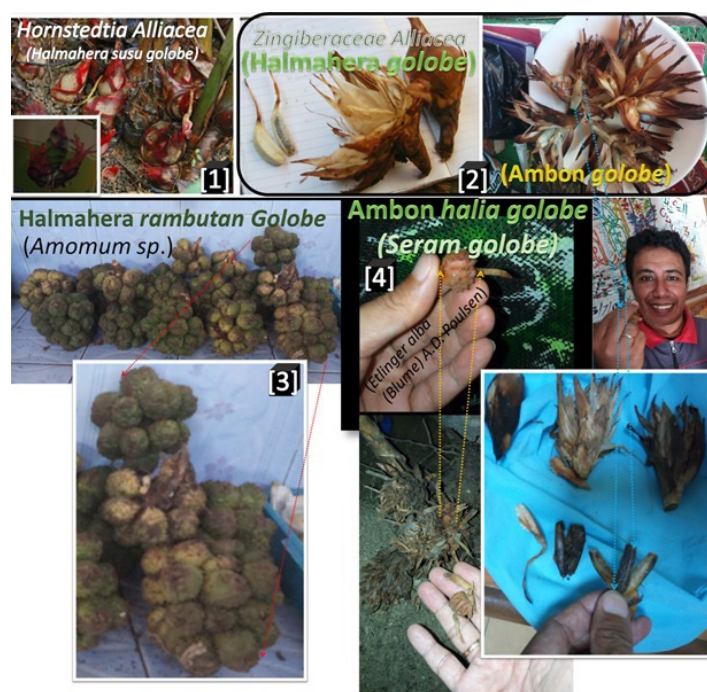 Hornstedtia Alliacea
(Halmahera susu golobe)
[1]
Zingiberaceae Alliacea
(Halmahera golobe)
[2]
(Ambon golobe)
Halmahera rambutan Golobe
(Amomum sp.)
[3]
Ambon halia golobe
(Seram golobe)
[4]
(Etlinger alba
(Blume) A.D. Poulsen)